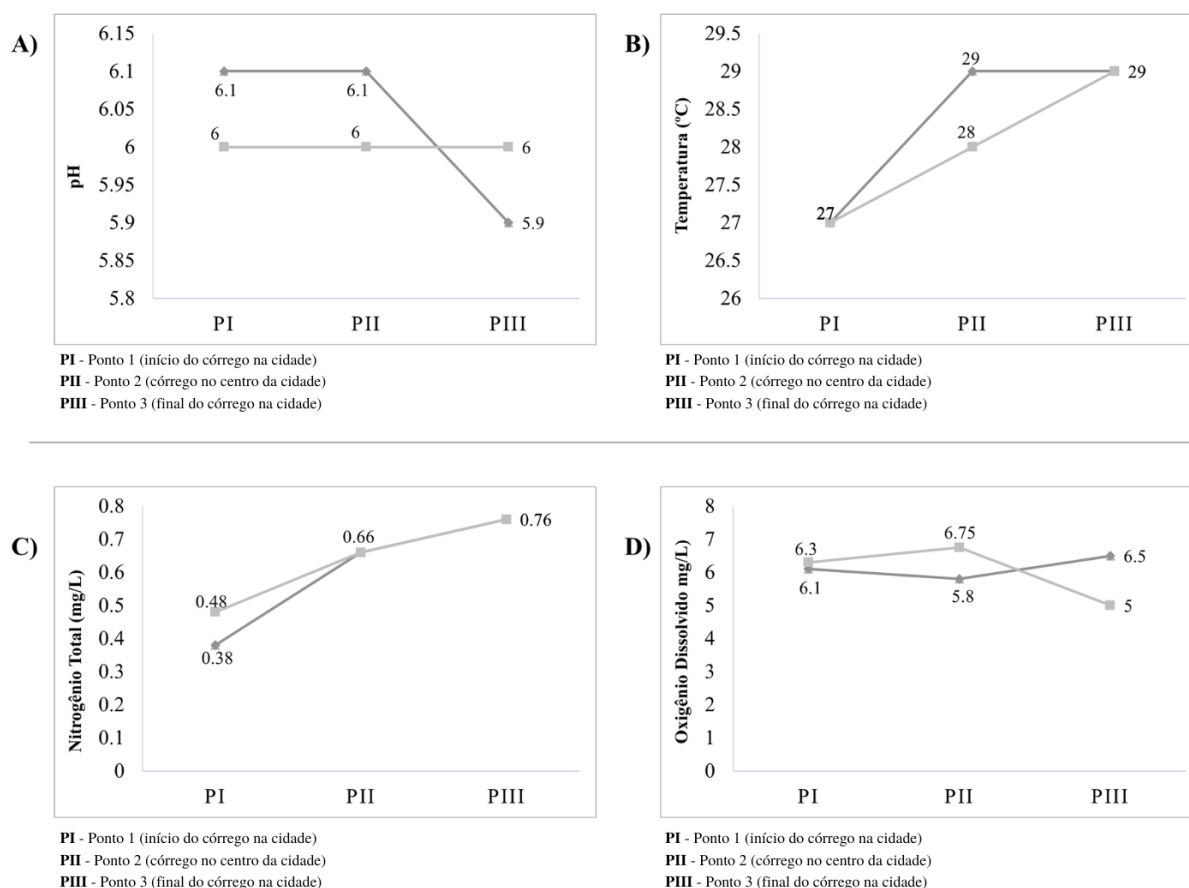 A)
pH
6.15
6.1
6.05
6
5.95
5.9
5.85
5.8
6.1
6.1
6
6
6
5.9
PI PII PIII
PI - Ponto 1 (início do córrego na cidade)
PII - Ponto 2 (córrego no centro da cidade)
PIII - Ponto 3 (final do córrego na cidade)
B)
Temperatura (ºC)
29.5
29
28.5
28
27.5
27
26.5
26
27
29
28
29
PI PII PIII
PI - Ponto 1 (início do córrego na cidade)
PII - Ponto 2 (córrego no centro da cidade)
PIII - Ponto 3 (final do córrego na cidade)
C)
Nitrogênio Total (mg/L)
0.8
0.7
0.6
0.5
0.4
0.3
0.2
0.1
0
0.48
0.38
0.66
0.76
PI PII PIII
PI - Ponto 1 (início do córrego na cidade)
PII - Ponto 2 (córrego no centro da cidade)
PIII - Ponto 3 (final do córrego na cidade)
D)
Oxigênio Dissolvido mg/L
8
7
6
5
4
3
2
1
0
6.3
6.1
6.75
5.8
6.5
5
PI PII PIII
PI - Ponto 1 (início do córrego na cidade)
PII - Ponto 2 (córrego no centro da cidade)
PIII - Ponto 3 (final do córrego na cidade)